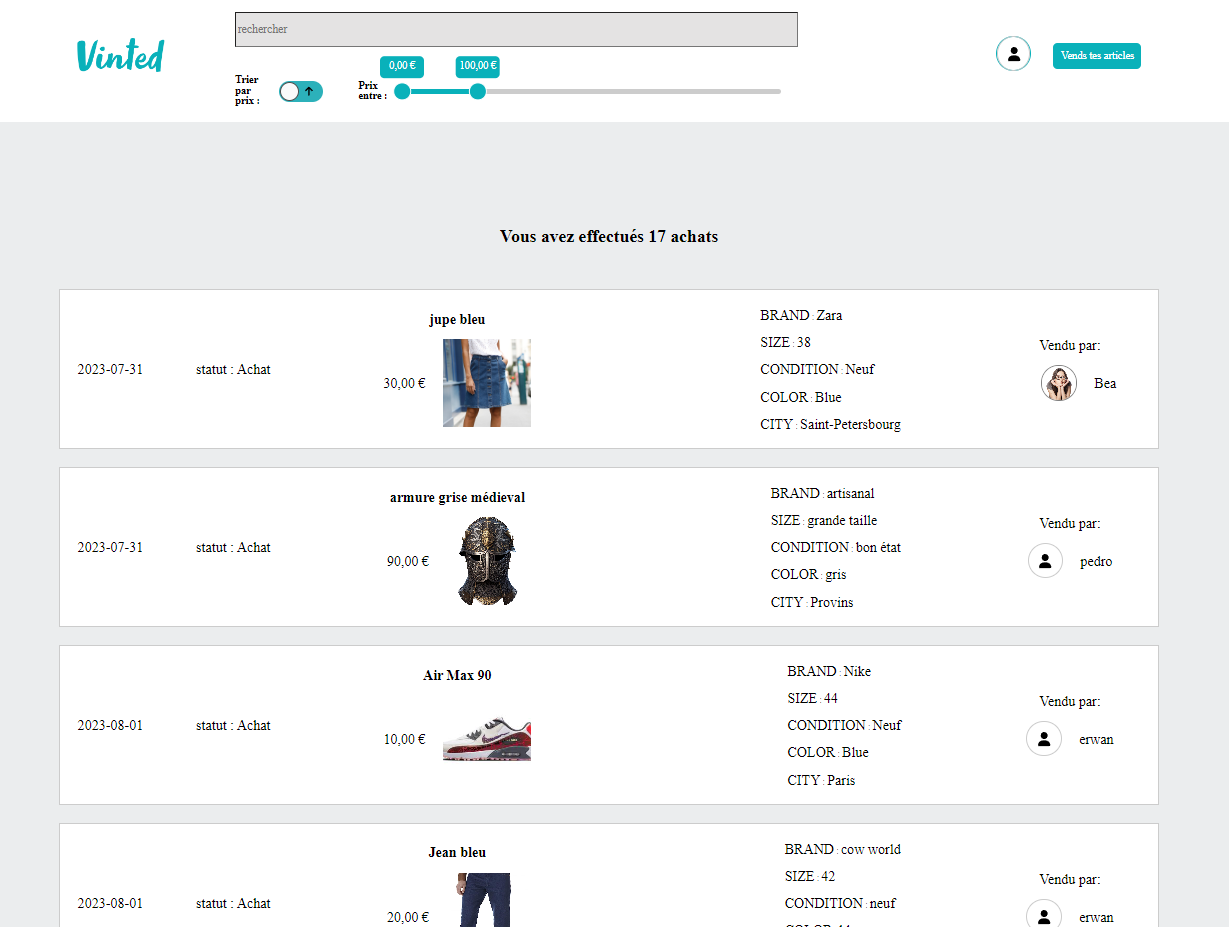 Vinted
rechercher
Trier
par
prix :
Prix
entre :
0,00 €
100,00 €
Vends tes articles
Vous avez effectués 17 achats
2023-07-31
statut : Achat
jupe bleu
30,00 €
BRAND : Zara
SIZE : 38
CONDITION : Neuf
COLOR : Blue
CITY : Saint-Petersbourg
Vendu par:
Bea
2023-07-31
statut : Achat
armure grise médieval
90,00 €
BRAND : artisanal
SIZE : grande taille
CONDITION : bon état
COLOR : gris
CITY : Provins
Vendu par:
pedro
2023-08-01
statut : Achat
Air Max 90
10,00 €
BRAND : Nike
SIZE : 44
CONDITION : Neuf
COLOR : Blue
CITY : Paris
Vendu par:
erwan
2023-08-01
statut : Achat
Jean bleu
20,00 €
BRAND : cow world
SIZE : 42
CONDITION : neuf
Vendu par:
erwan